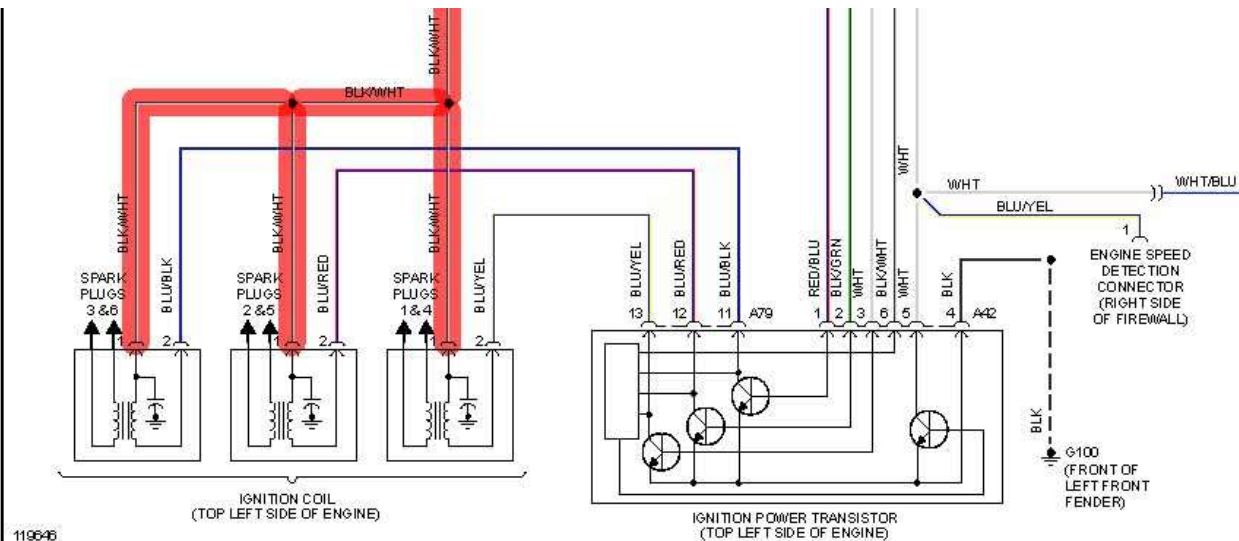 BLK/WHT
BLK/WHT
BLK/WHT
BLK/WHT
BLK/WHT
WHT
WHT
WHT/BLU
BLU/YEL
1
ENGINE SPEED
DETECTION
CONNECTOR
(RIGHT SIDE
OF FIREWALL)
SPARK
PLUGS
3 & 6
BLU/BLK
SPARK
PLUGS
2 & 5
BLU/RED
SPARK
PLUGS
1 & 4
BLU/YEL
BLU/YEL
BLU/RED
BLU/BLK
RED/BLU
BLK/GRN
WHT
BLK/WHT
WHT
BLK
1 2
1 2
1 2
13 12 11 A79
1 2 3 6 5 4 A42
BLK
G100
(FRONT OF
LEFT FRONT
FENDER)
IGNITION COIL
(TOP LEFT SIDE OF ENGINE)
IGNITION POWER TRANSISTOR
(TOP LEFT SIDE OF ENGINE)
119646